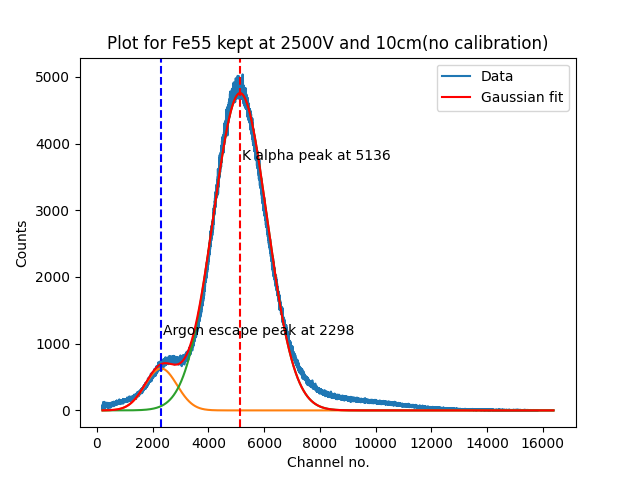 Plot for Fe55 kept at 2500V and 10cm(no calibration)
5000
4000
3000
2000
1000
0
Counts
Data
Gaussian fit
K alpha peak at 5136
Argon escape peak at 2298
0 2000 4000 6000 8000 10000 12000 14000 16000
Channel no.